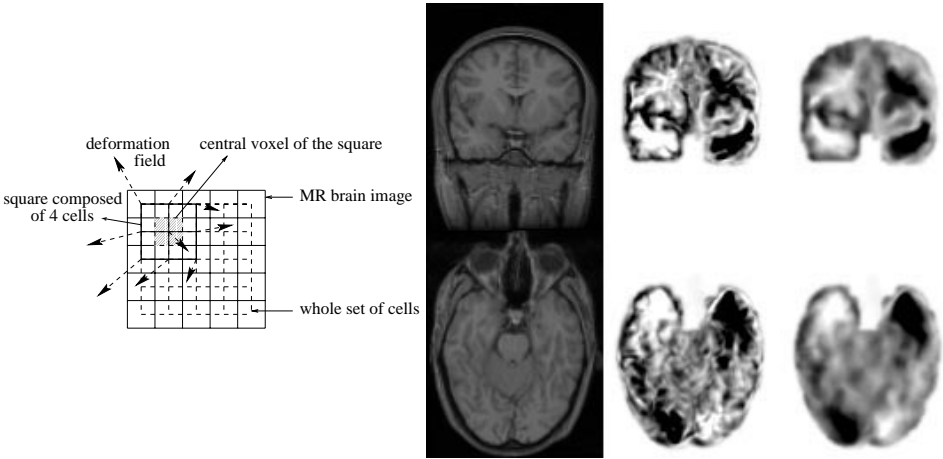 deformation
field
central voxel of the square
square composed
of 4 cells
MR brain image
whole set of cells